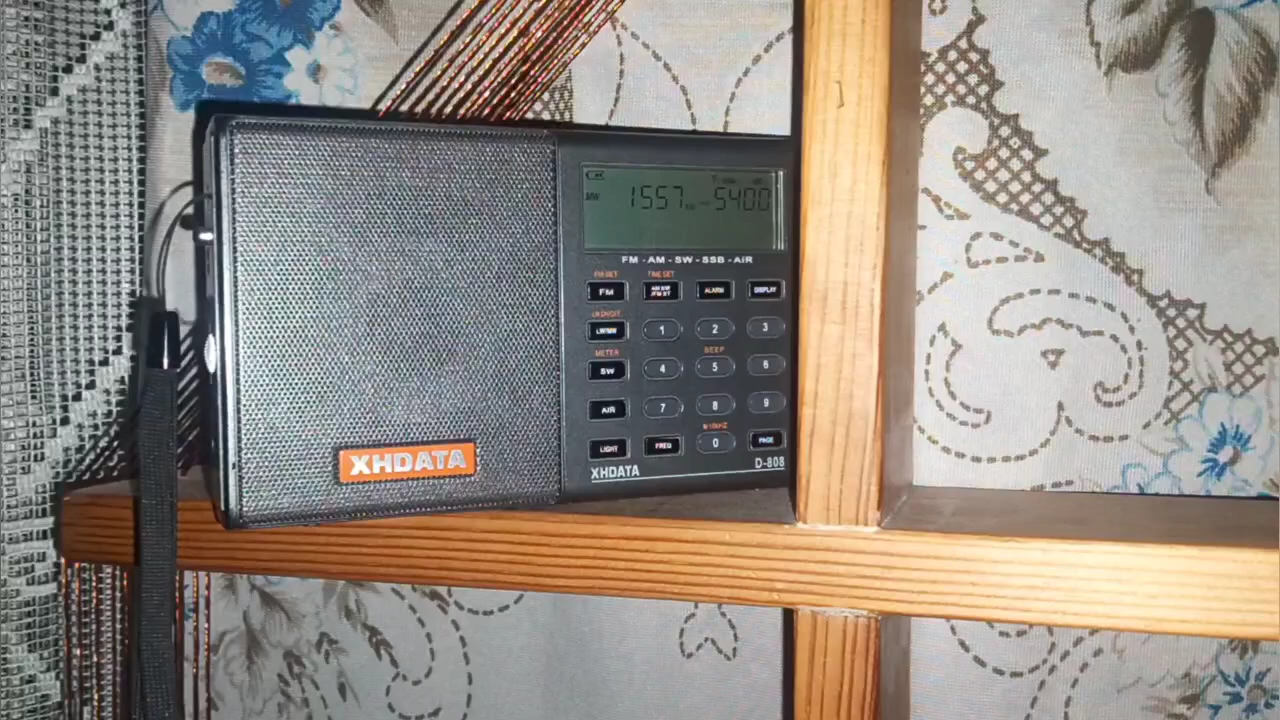 MW 1557 5400
FM - AM - SW - SSB - AIR
FM SET TIME SET
FM ALARM DISPLAY
LW/MW 1 2 3
METER BEEP
SW 4 5 6
AIR 7 8 9
LIGHT FREQ 0 PAGE
XHDATA
XHDATA D-808